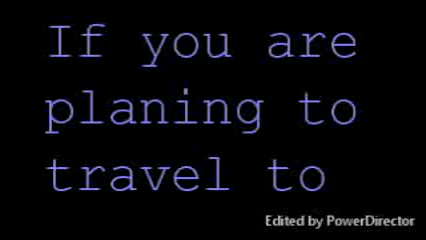 If you are
planing to
travel to
Edited by PowerDirector